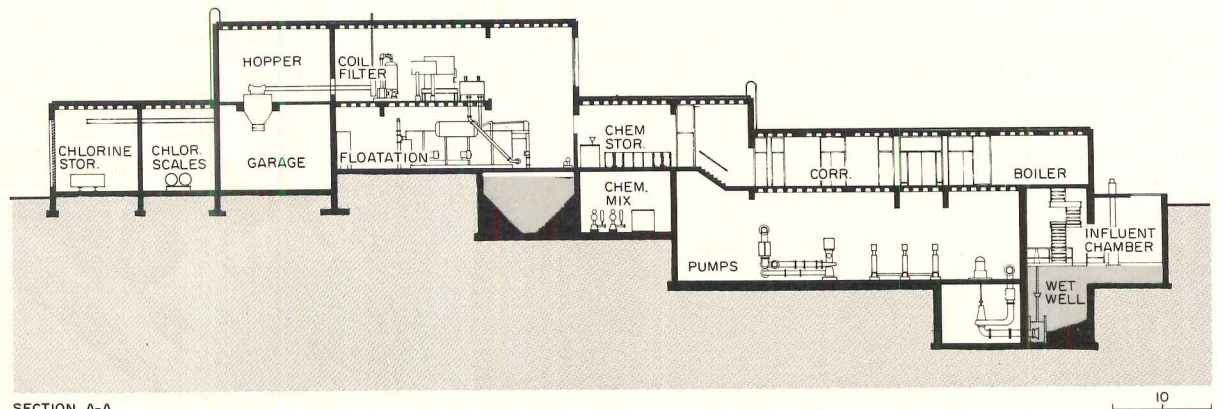 HOPPER
COIL
FILTER
CHLORINE
STOR.
CHLOR.
SCALES
GARAGE
FLOATATION
CHEM
STOR.
CHEM.
MIX
CORR.
BOILER
PUMPS
INFLUENT
CHAMBER
WET
WELL
SECTION A-A
10